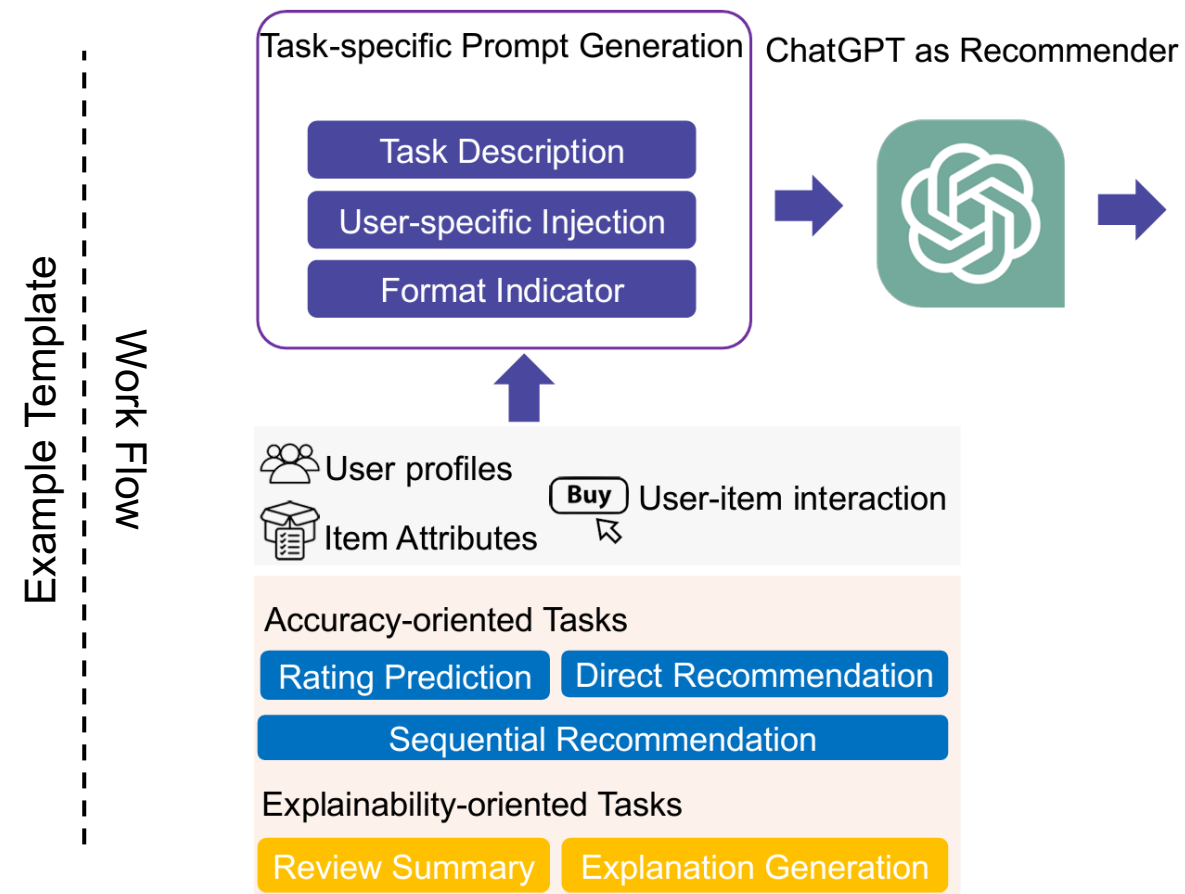 Task-specific Prompt Generation
ChatGPT as Recommender
Task Description
User-specific Injection
Format Indicator
Example Template
Work Flow
User profiles
Buy
User-item interaction
Item Attributes
Accuracy-oriented Tasks
Rating Prediction
Direct Recommendation
Sequential Recommendation
Explainability-oriented Tasks
Review Summary
Explanation Generation